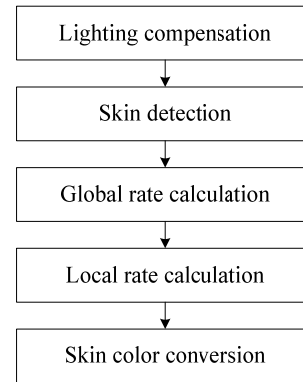 Lighting compensation
Skin detection
Global rate calculation
Local rate calculation
Skin color conversion